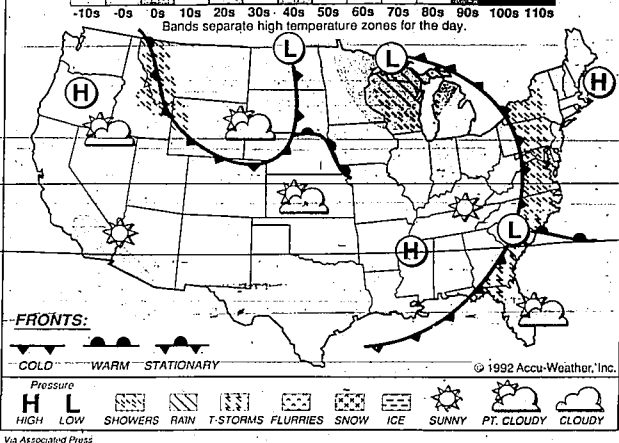 -10s -0s 0s 10s 20s 30s 40s 50s 60s 70s 80s 90s 100s 110s
Bands separate high temperature zones for the day.
L
L
H
H
H
L
FRONTS:
COLD WARM STATIONARY
© 1992 Accu-Weather, Inc.
Pressure
H L
HIGH LOW SHOWERS RAIN T-STORMS FLURRIES SNOW ICE SUNNY PT. CLOUDY CLOUDY
Via Associated Press